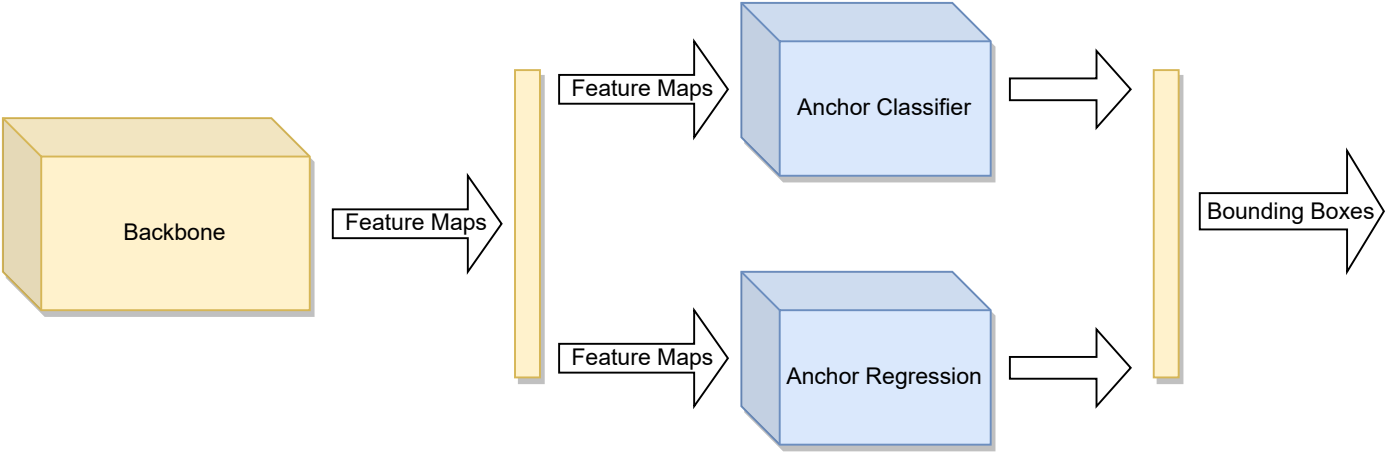 Backbone
Feature Maps
Feature Maps
Anchor Classifier
Feature Maps
Anchor Regression
Bounding Boxes